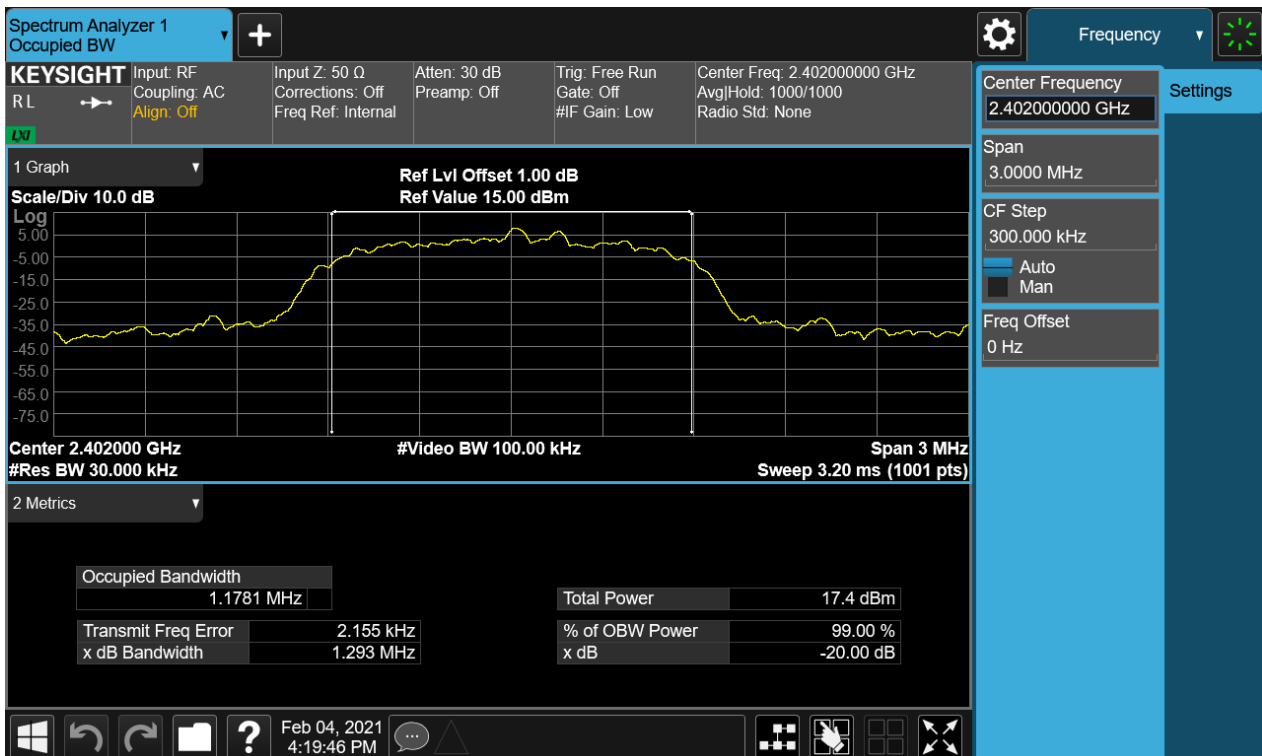 Spectrum Analyzer 1
Occupied BW
Frequency
KEYSIGHT
R L
LXI
Input: RF
Coupling: AC
Align: Off
Input Z: 50 Ω
Corrections: Off
Freq Ref: Internal
Atten: 30 dB
Preamp: Off
Trig: Free Run
Gate: Off
#IF Gain: Low
Center Freq: 2.402000000 GHz
Avg|Hold: 1000/1000
Radio Std: None
Center Frequency
2.402000000 GHz
Settings
Span
3.0000 MHz
CF Step
300.000 kHz
Auto
Man
Freq Offset
0 Hz
1 Graph
Scale/Div 10.0 dB
Ref Lvl Offset 1.00 dB
Ref Value 15.00 dBm
Log
5.00
-5.00
-15.0
-25.0
-35.0
-45.0
-55.0
-65.0
-75.0
Center 2.402000 GHz
#Video BW 100.00 kHz
Span 3 MHz
#Res BW 30.000 kHz
Sweep 3.20 ms (1001 pts)
2 Metrics
Occupied Bandwidth
1.1781 MHz
Total Power 17.4 dBm
Transmit Freq Error 2.155 kHz
% of OBW Power 99.00 %
x dB Bandwidth 1.293 MHz
x dB -20.00 dB
Feb 04, 2021
4:19:46 PM